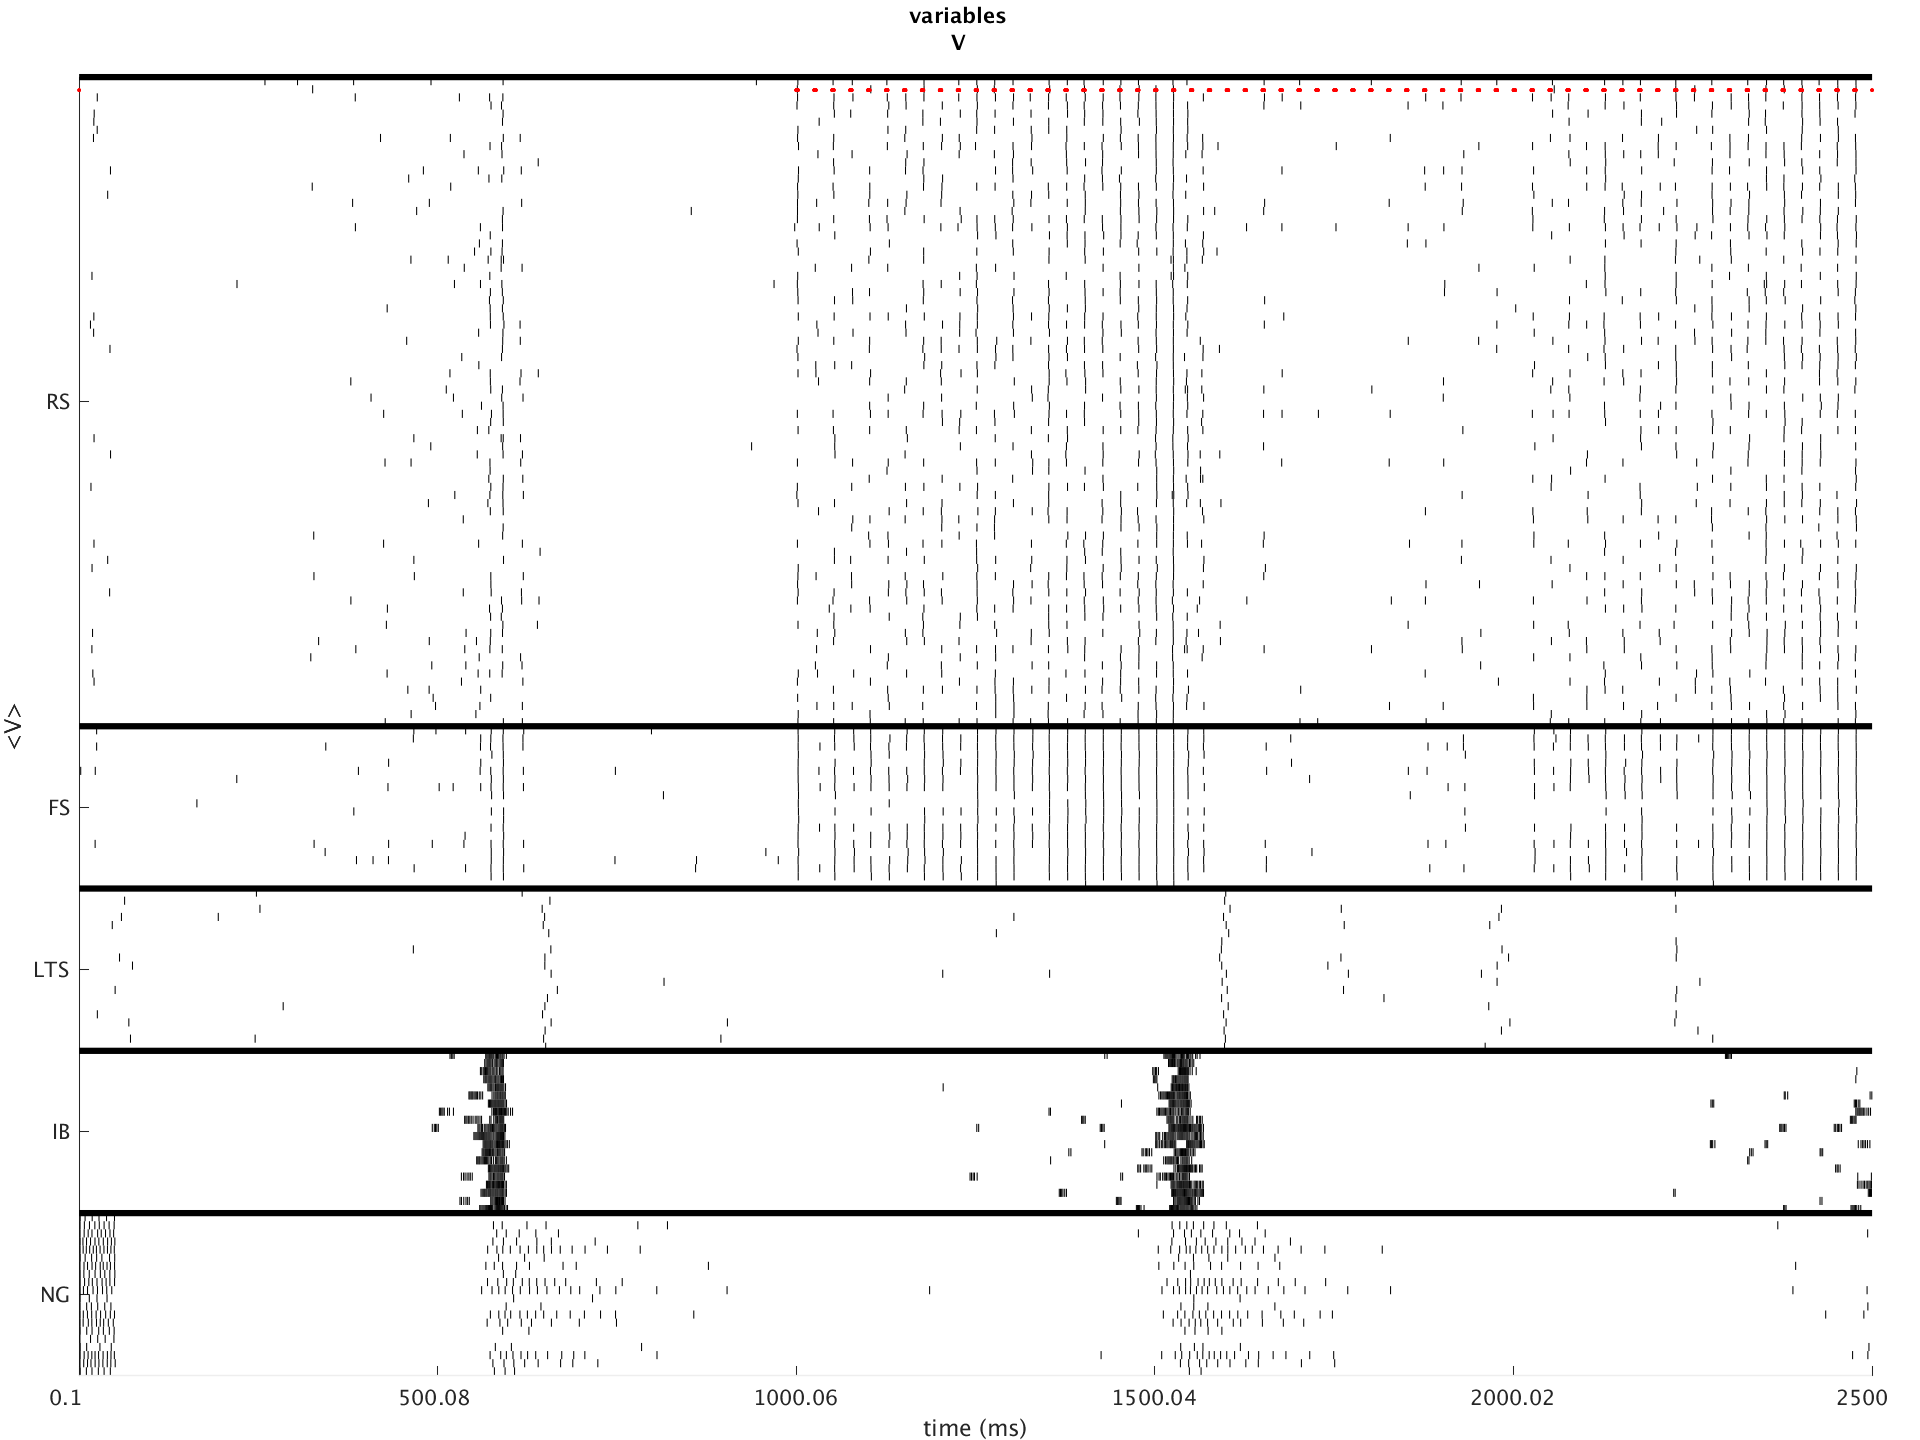 variables
V
<V>
RS
FS
LTS
IB
NG
0.1
500.08
1000.06
1500.04
2000.02
2500
time (ms)